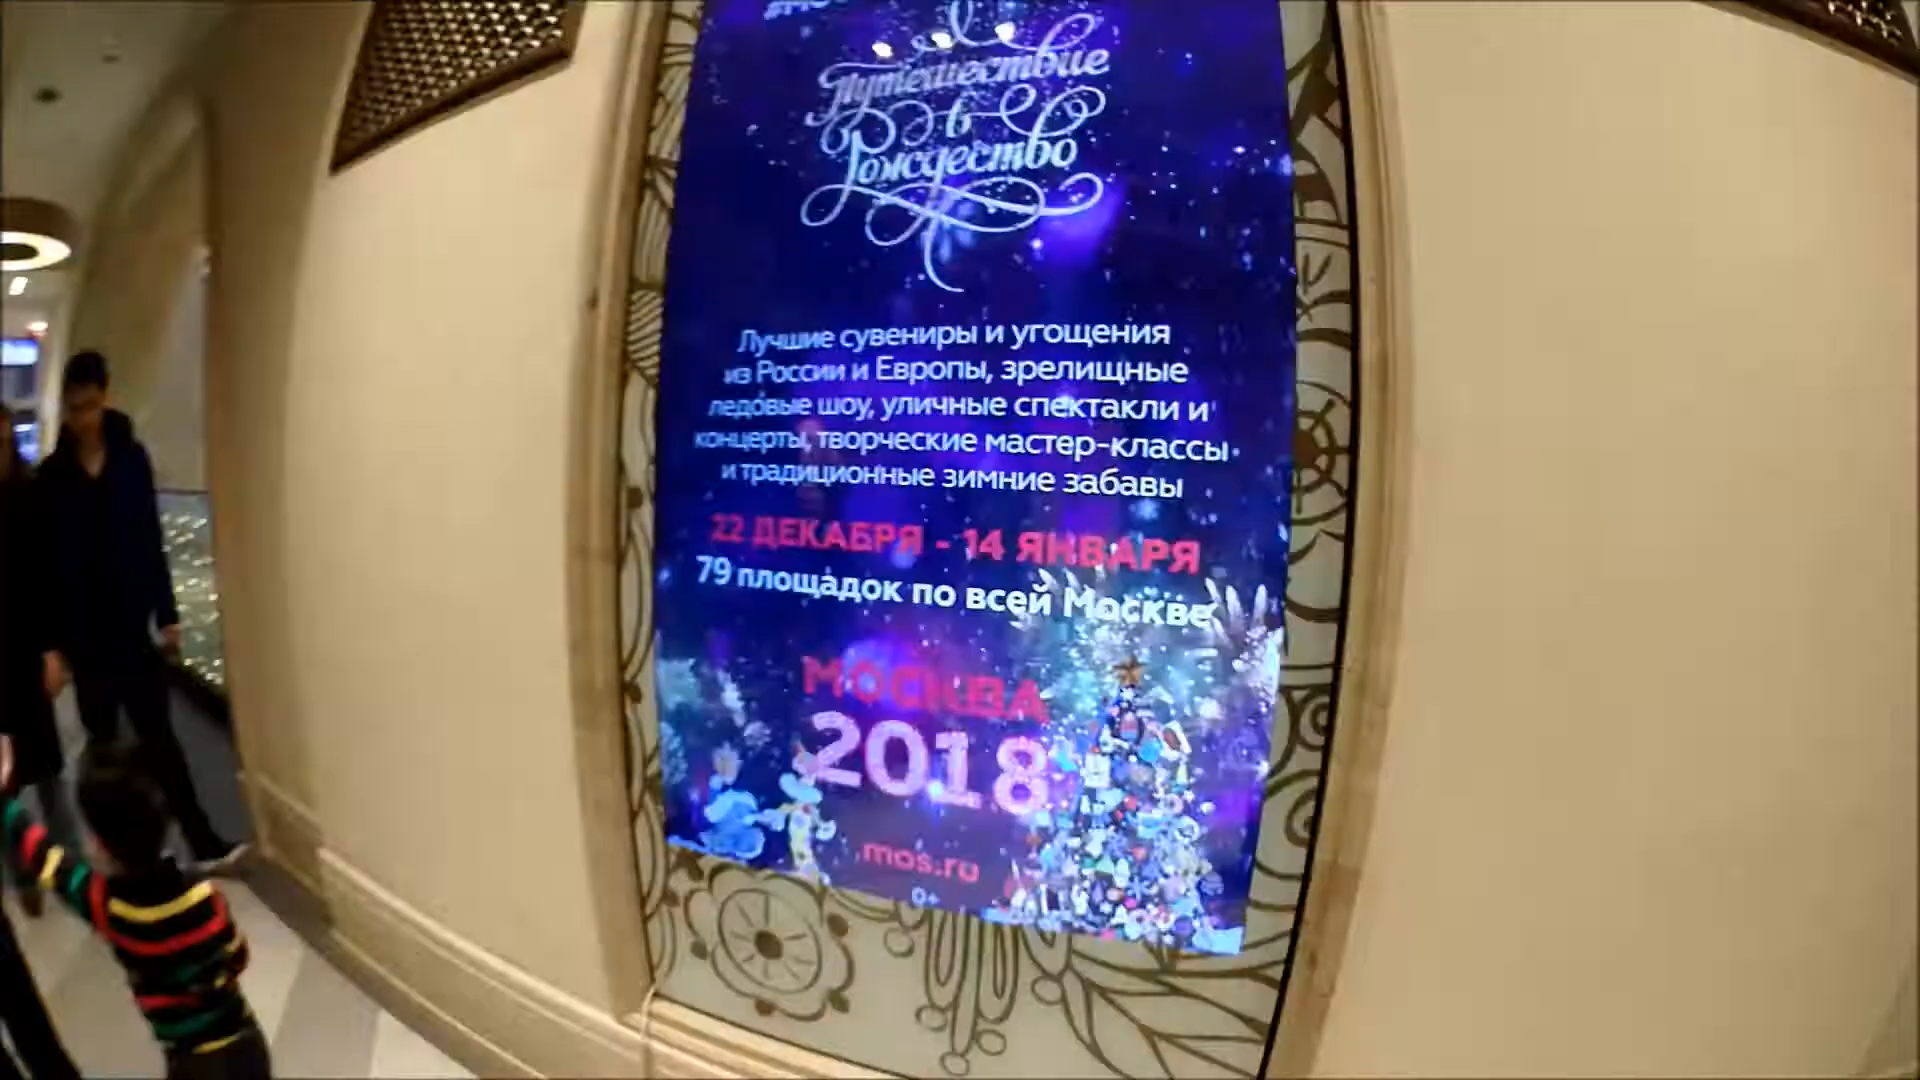 Путешествие
в
Рождество
Лучшие сувениры и угощения
из России и Европы, зрелищные
ледовые шоу, уличные спектакли и
концерты, творческие мастер-классы
и традиционные зимние забавы
22 ДЕКАБРЯ - 14 ЯНВАРЯ
79 площадок по всей Москве
МОСКВА
2018
mos.ru
0+